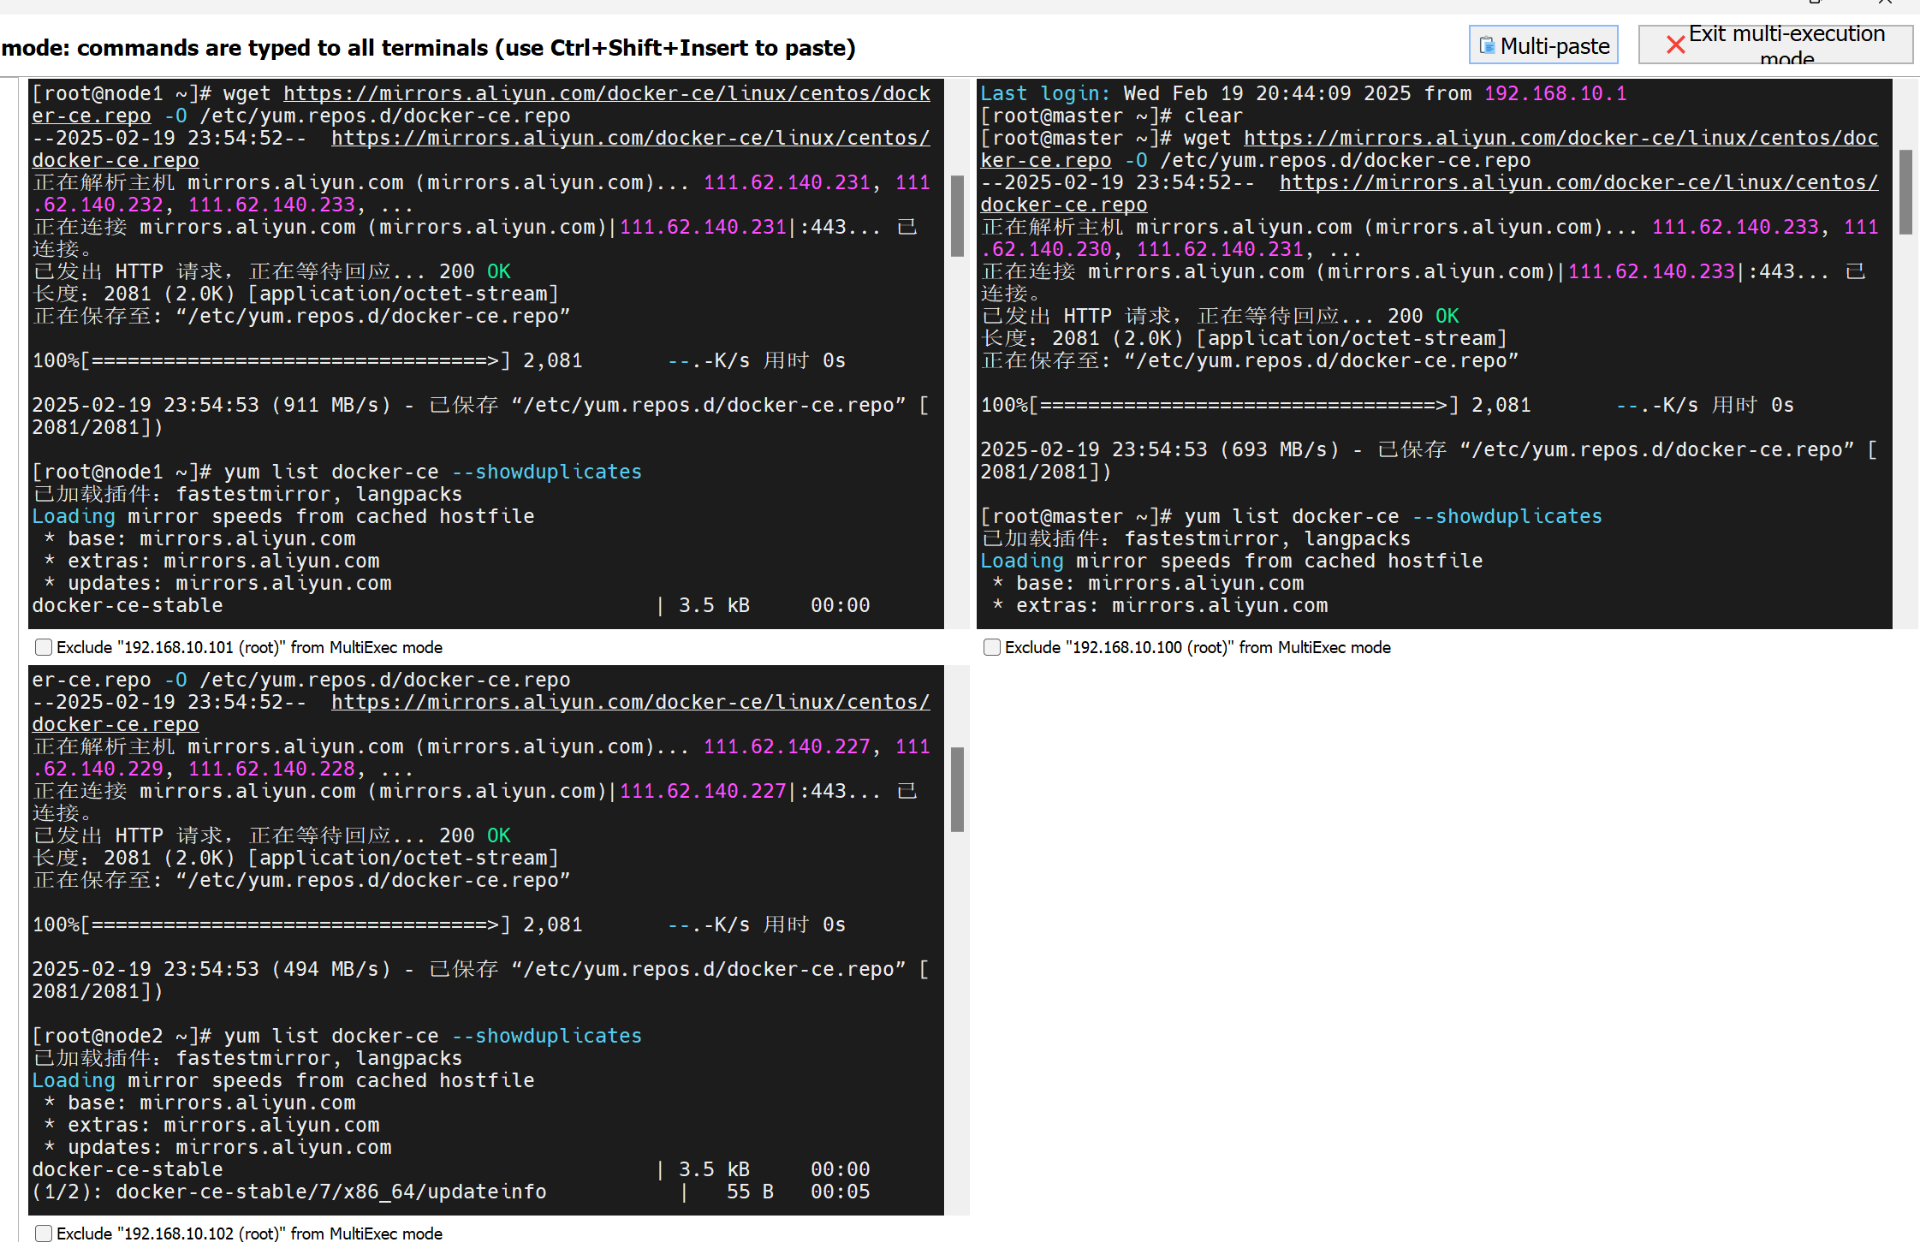 mode: commands are typed to all terminals (use Ctrl+Shift+Insert to paste)
Multi-paste
Exit multi-execution
mode
[root@node1 ~]# wget https://mirrors.aliyun.com/docker-ce/linux/centos/dock
er-ce.repo -O /etc/yum.repos.d/docker-ce.repo
--2025-02-19 23:54:52--  https://mirrors.aliyun.com/docker-ce/linux/centos/
docker-ce.repo
正在解析主机 mirrors.aliyun.com (mirrors.aliyun.com)... 111.62.140.231, 111
.62.140.232, 111.62.140.233, ...
正在连接 mirrors.aliyun.com (mirrors.aliyun.com)|111.62.140.231|:443... 已
连接。
已发出 HTTP 请求，正在等待回应... 200 OK
长度：2081 (2.0K) [application/octet-stream]
正在保存至: “/etc/yum.repos.d/docker-ce.repo”
100%[=================================>] 2,081       --.-K/s 用时 0s
2025-02-19 23:54:53 (911 MB/s) - 已保存 “/etc/yum.repos.d/docker-ce.repo” [
2081/2081])
[root@node1 ~]# yum list docker-ce --showduplicates
已加载插件：fastestmirror, langpacks
Loading mirror speeds from cached hostfile
* base: mirrors.aliyun.com
* extras: mirrors.aliyun.com
* updates: mirrors.aliyun.com
docker-ce-stable | 3.5 kB     00:00
Exclude "192.168.10.101 (root)" from MultiExec mode
Last login: Wed Feb 19 20:44:09 2025 from 192.168.10.1
[root@master ~]# clear
[root@master ~]# wget https://mirrors.aliyun.com/docker-ce/linux/centos/doc
ker-ce.repo -O /etc/yum.repos.d/docker-ce.repo
--2025-02-19 23:54:52--  https://mirrors.aliyun.com/docker-ce/linux/centos/
docker-ce.repo
正在解析主机 mirrors.aliyun.com (mirrors.aliyun.com)... 111.62.140.233, 111
.62.140.230, 111.62.140.231, ...
正在连接 mirrors.aliyun.com (mirrors.aliyun.com)|111.62.140.233|:443... 已
连接。
已发出 HTTP 请求，正在等待回应... 200 OK
长度：2081 (2.0K) [application/octet-stream]
正在保存至: “/etc/yum.repos.d/docker-ce.repo”
100%[=================================>] 2,081       --.-K/s 用时 0s
2025-02-19 23:54:53 (693 MB/s) - 已保存 “/etc/yum.repos.d/docker-ce.repo” [
2081/2081])
[root@master ~]# yum list docker-ce --showduplicates
已加载插件：fastestmirror, langpacks
Loading mirror speeds from cached hostfile
* base: mirrors.aliyun.com
* extras: mirrors.aliyun.com
Exclude "192.168.10.100 (root)" from MultiExec mode
er-ce.repo -O /etc/yum.repos.d/docker-ce.repo
--2025-02-19 23:54:52--  https://mirrors.aliyun.com/docker-ce/linux/centos/
docker-ce.repo
正在解析主机 mirrors.aliyun.com (mirrors.aliyun.com)... 111.62.140.227, 111
.62.140.229, 111.62.140.228, ...
正在连接 mirrors.aliyun.com (mirrors.aliyun.com)|111.62.140.227|:443... 已
连接。
已发出 HTTP 请求，正在等待回应... 200 OK
长度：2081 (2.0K) [application/octet-stream]
正在保存至: “/etc/yum.repos.d/docker-ce.repo”
100%[=================================>] 2,081       --.-K/s 用时 0s
2025-02-19 23:54:53 (494 MB/s) - 已保存 “/etc/yum.repos.d/docker-ce.repo” [
2081/2081])
[root@node2 ~]# yum list docker-ce --showduplicates
已加载插件：fastestmirror, langpacks
Loading mirror speeds from cached hostfile
* base: mirrors.aliyun.com
* extras: mirrors.aliyun.com
* updates: mirrors.aliyun.com
docker-ce-stable | 3.5 kB     00:00
(1/2): docker-ce-stable/7/x86_64/updateinfo |   55 B   00:05
Exclude "192.168.10.102 (root)" from MultiExec mode